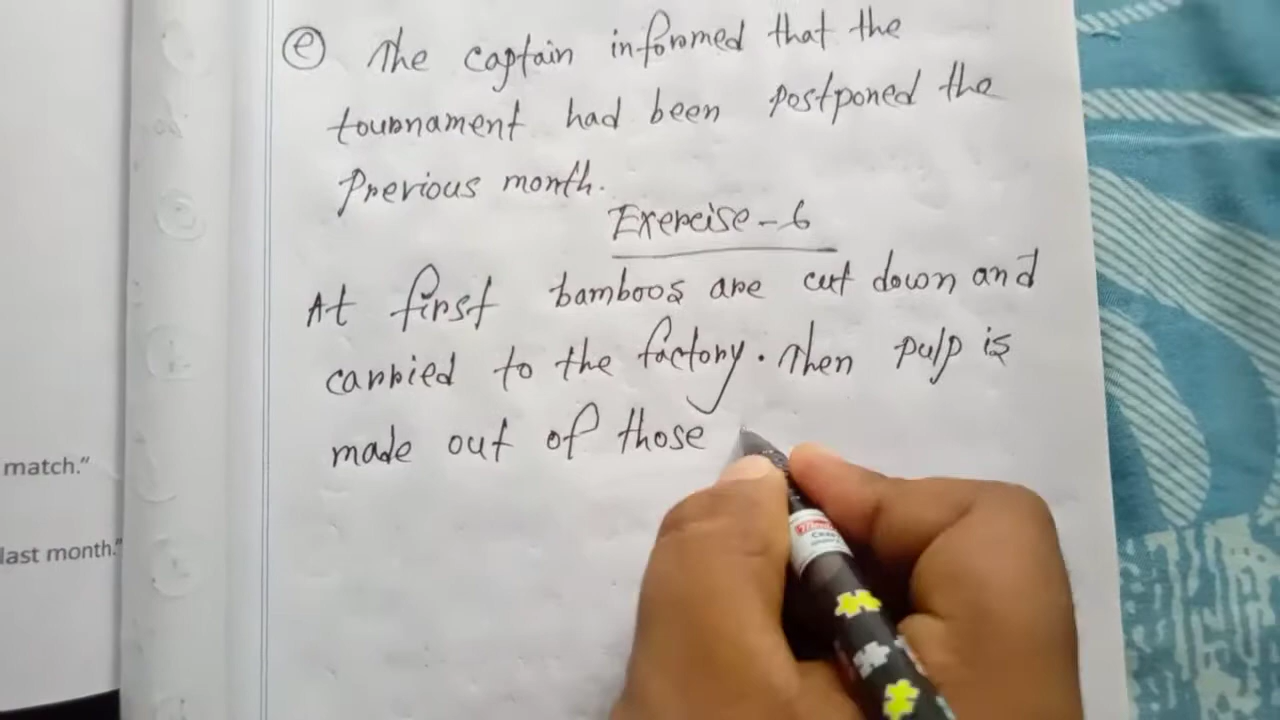 match."
last month."
ⓔ The captain informed that the
tournament had been postponed the
Previous month.
Exercise-6
At first bamboos are cut down and
carried to the factory. Then pulp is
made out of those